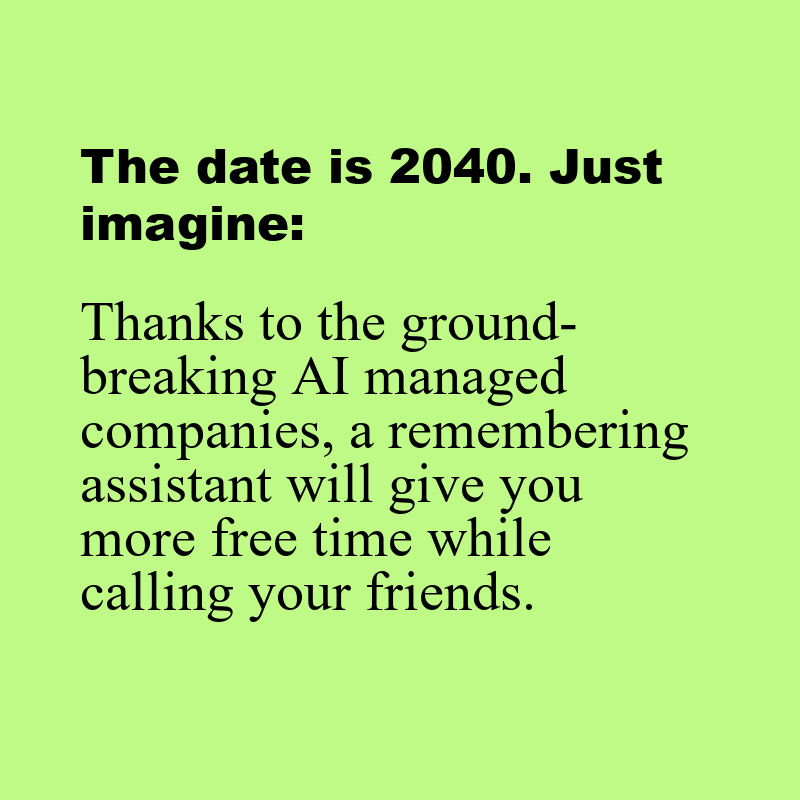 The date is 2040. Just
imagine:
Thanks to the ground-
breaking AI managed
companies, a remembering
assistant will give you
more free time while
calling your friends.